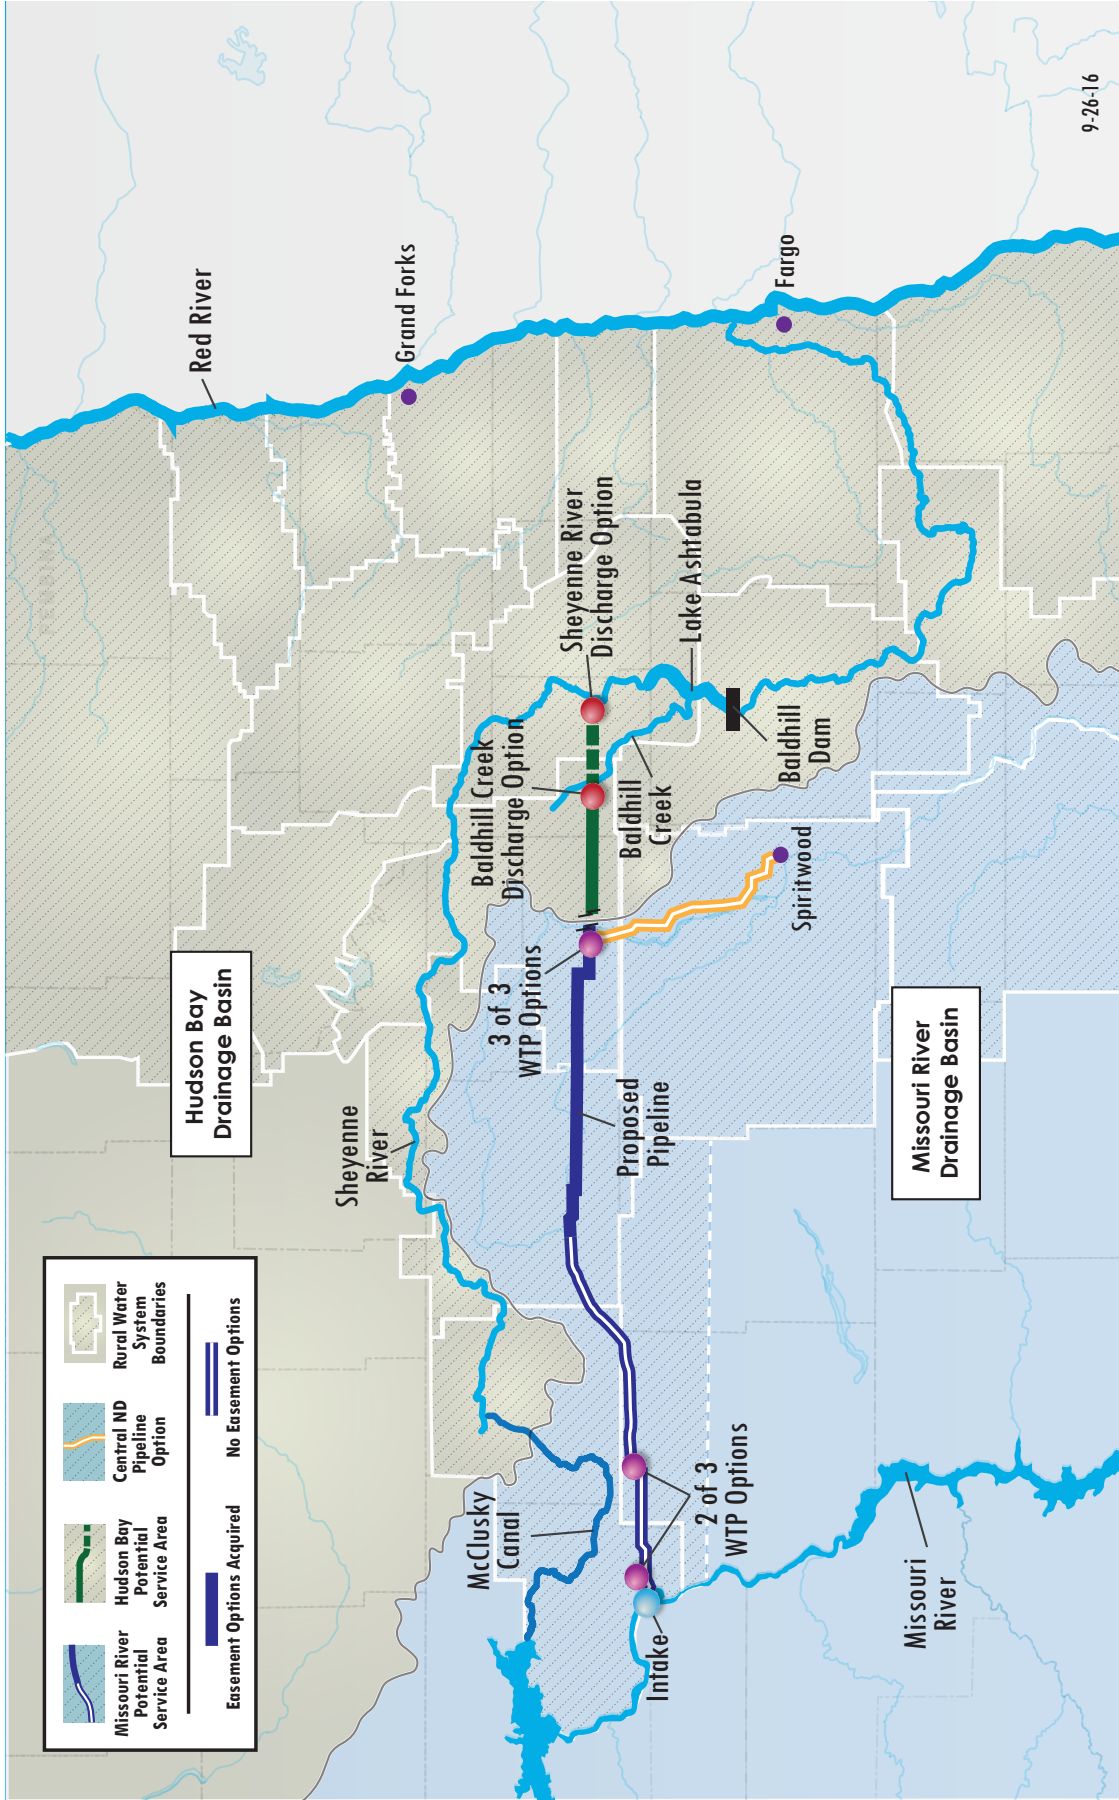 Missouri River
Potential
Service Area
Hudson Bay
Potential
Service Area
Central ND
Pipeline
Option
Rural Water
System
Boundaries
Easement Options Acquired
No Easement Options
Hudson Bay
Drainage Basin
Red River
Grand Forks
Sheyenne
River
McClusky
Canal
Baldhill Creek
Discharge Option
Sheyenne River
Discharge Option
3 of 3
WTP Options
Intake
Proposed
Pipeline
Baldhill
Creek
Lake Ashtabula
2 of 3
WTP Options
Baldhill
Dam
Fargo
Spiritwood
Missouri
River
Missouri River
Drainage Basin
9-26-16